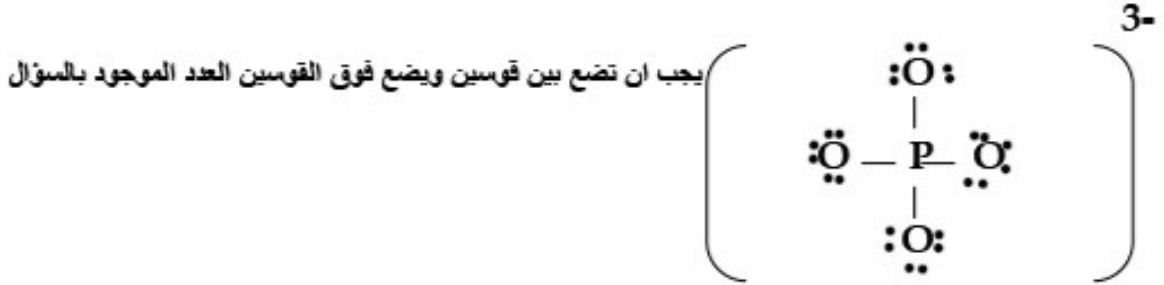 3-
يجب ان تضع بين قوسين ويضع فوق القوسين العدد الموجود بالسؤال
O
O — P — O
O